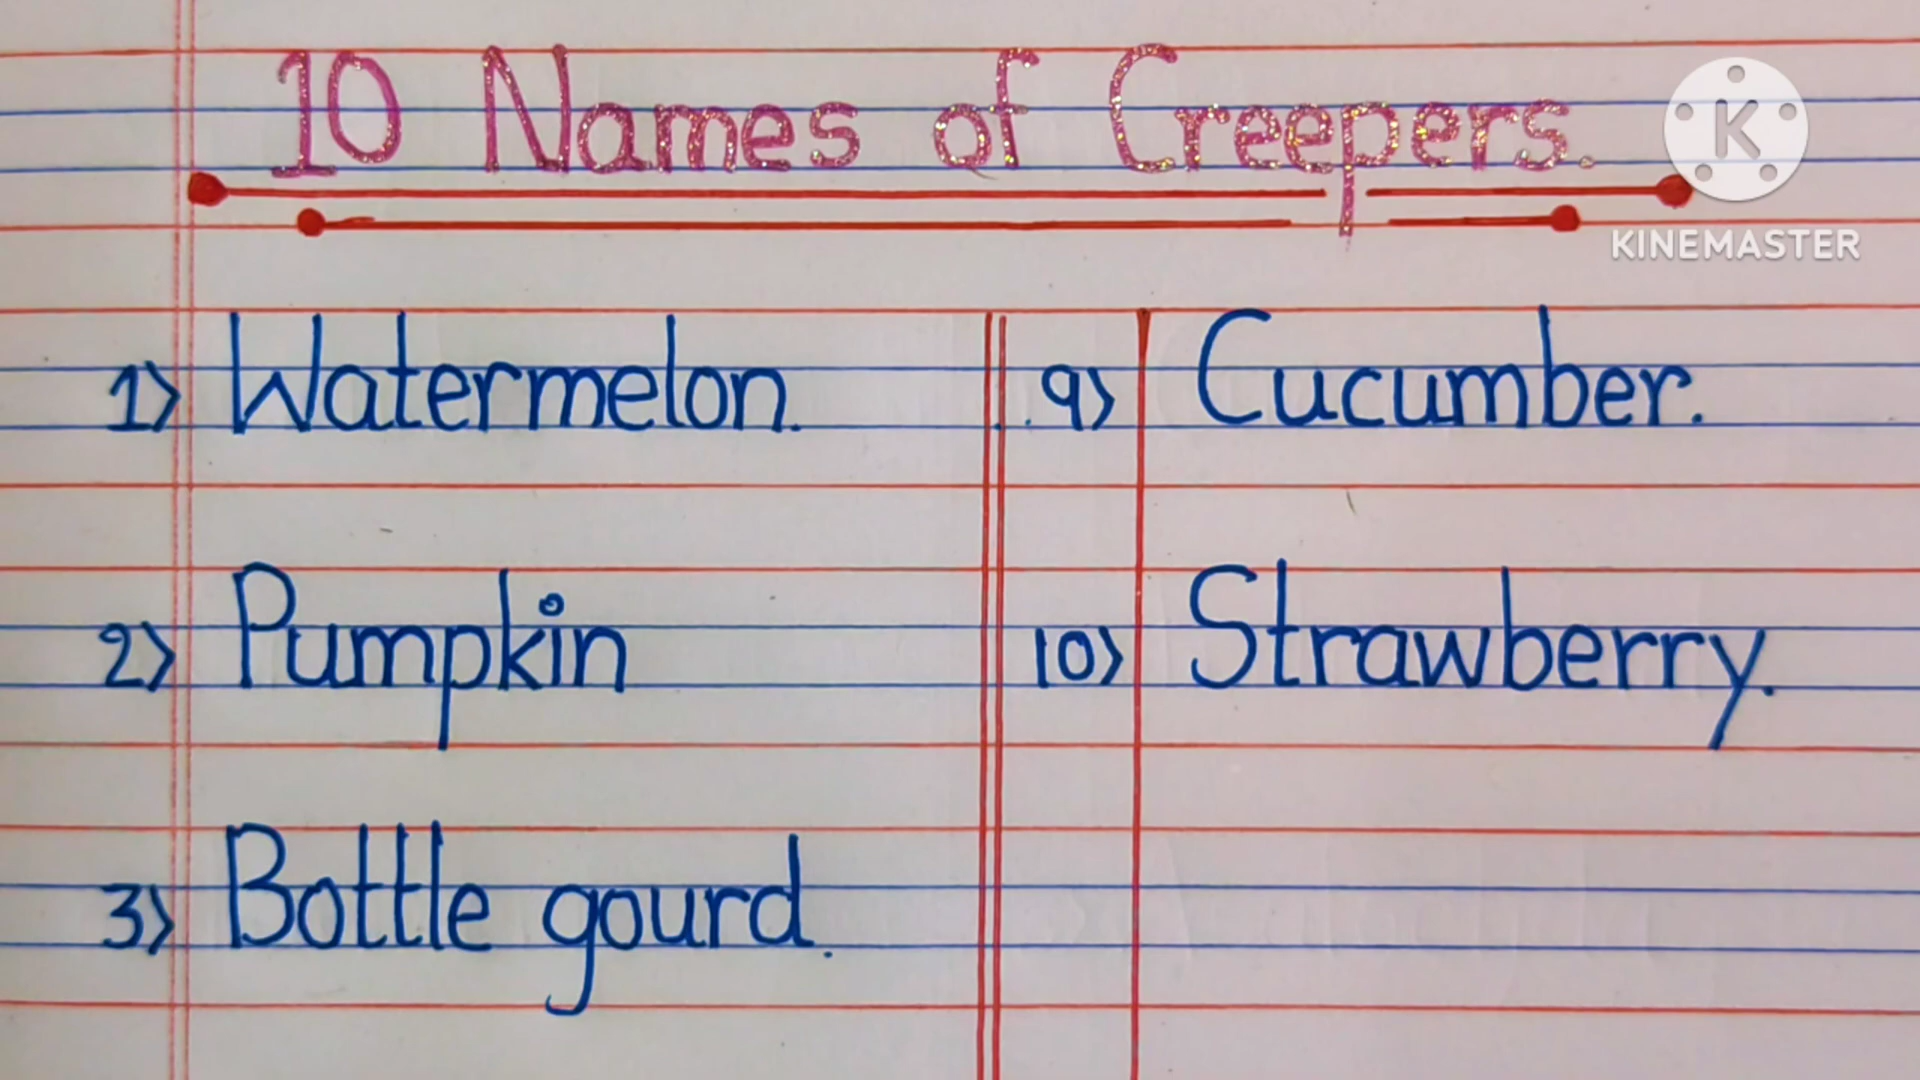 10 Names of Creepers.
K
KINEMASTER
1) Watermelon.
2) Pumpkin
3) Bottle gourd.
9) Cucumber.
10) Strawberry.